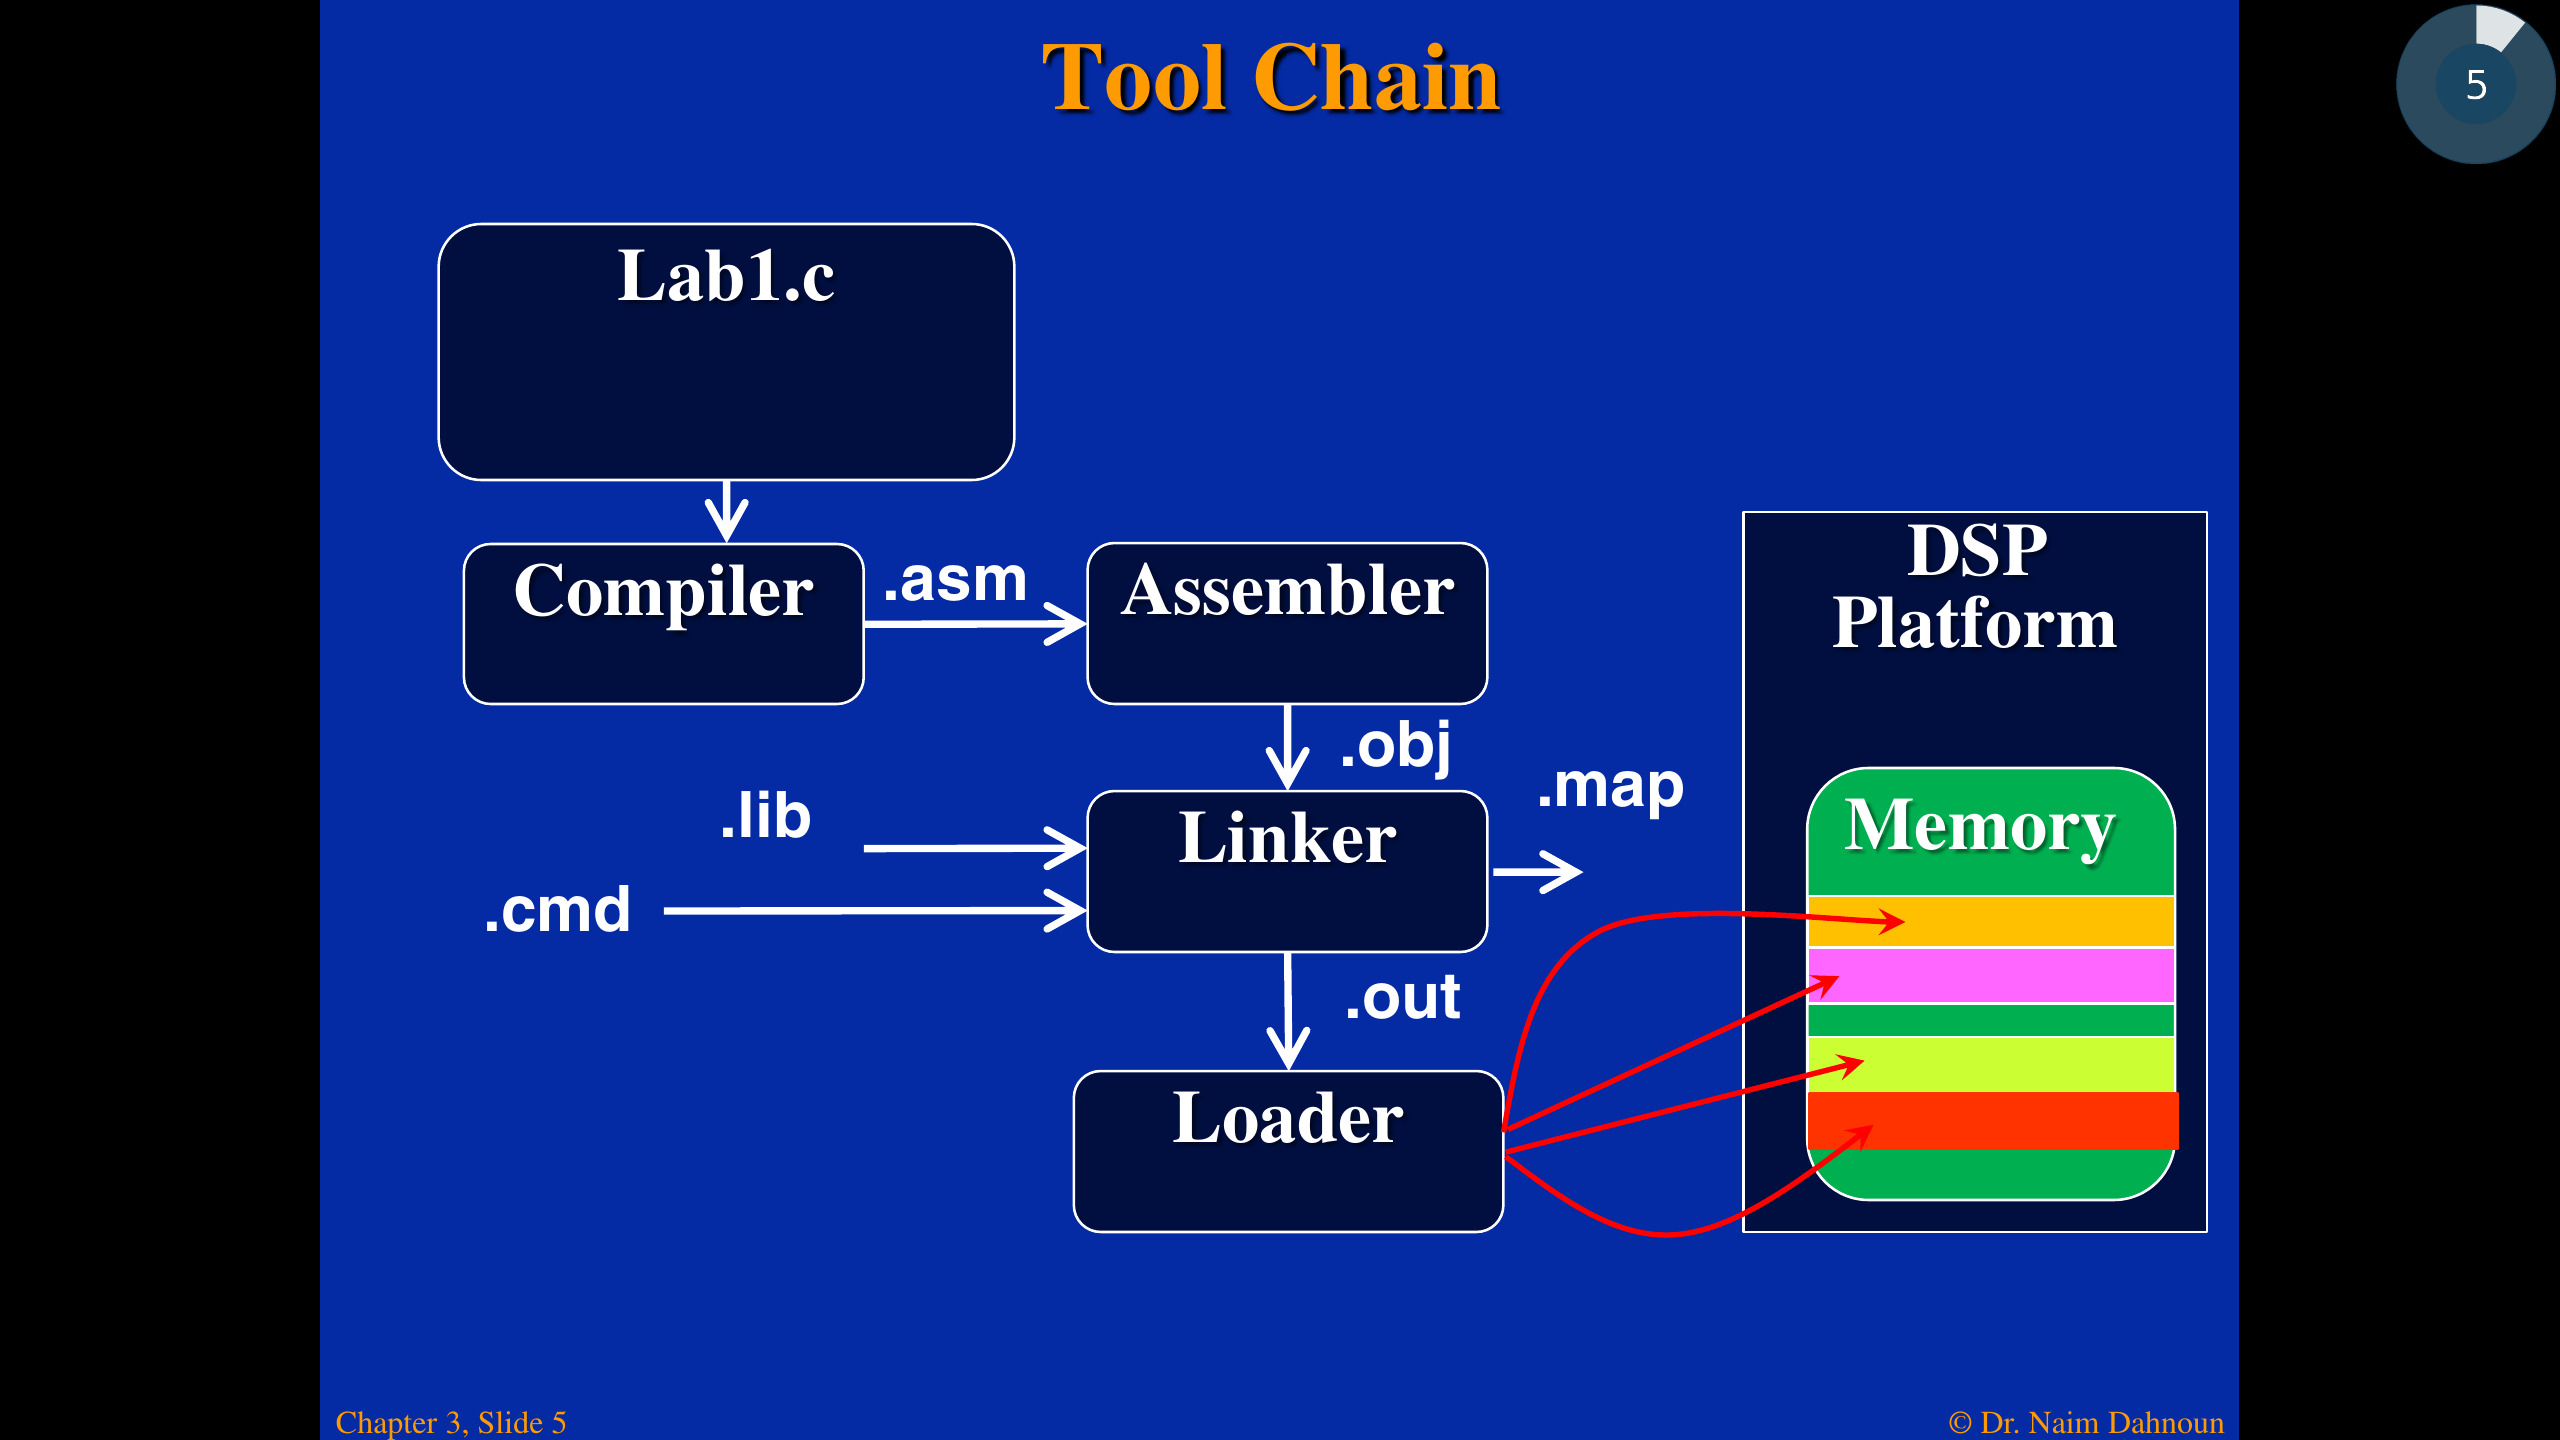 Tool Chain
5
Lab1.c
Compiler
.asm
Assembler
DSP
Platform
.obj
.map
.lib
Linker
Memory
.cmd
.out
Loader
Chapter 3, Slide 5
© Dr. Naim Dahnoun